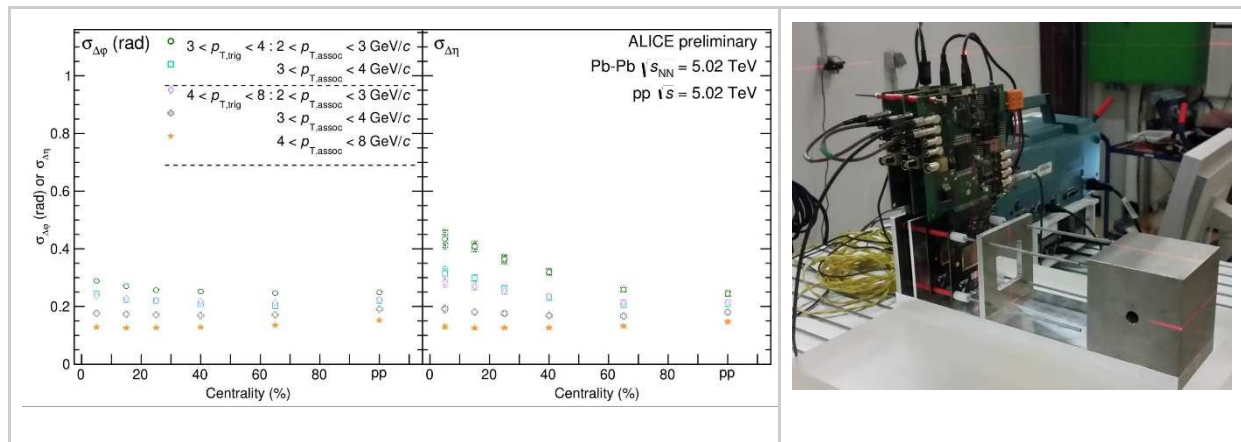 σΔφ (rad)
3 < pT,trig < 4 : 2 < pT,assoc < 3 GeV/c
3 < pT,assoc < 4 GeV/c
4 < pT,trig < 8 : 2 < pT,assoc < 3 GeV/c
3 < pT,assoc < 4 GeV/c
4 < pT,assoc < 8 GeV/c
σΔφ (rad) or σΔη
1
0.8
0.6
0.4
0.2
0
0 20 40 60 80 pp
Centrality (%)
σΔη
ALICE preliminary
Pb-Pb √sNN = 5.02 TeV
pp √s = 5.02 TeV
0 20 40 60 80 pp
Centrality (%)